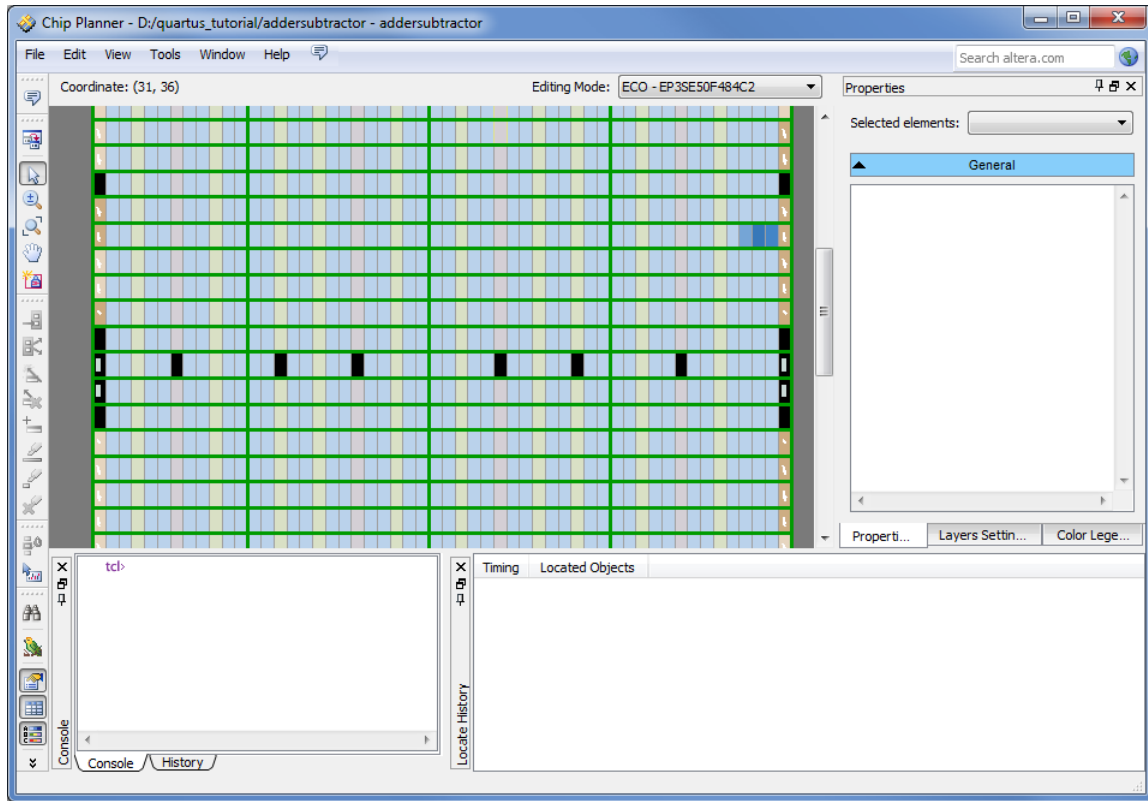 Chip Planner - D:/quartus_tutorial/addersubtractor - addersubtractor
File Edit View Tools Window Help
Search altera.com
Coordinate: (31, 36)
Editing Mode: ECO - EP3SE50F484C2
Properties
Selected elements:
General
Properti... Layers Settin... Color Lege...
tcl>
Console
Console History
Timing Located Objects
Locate History